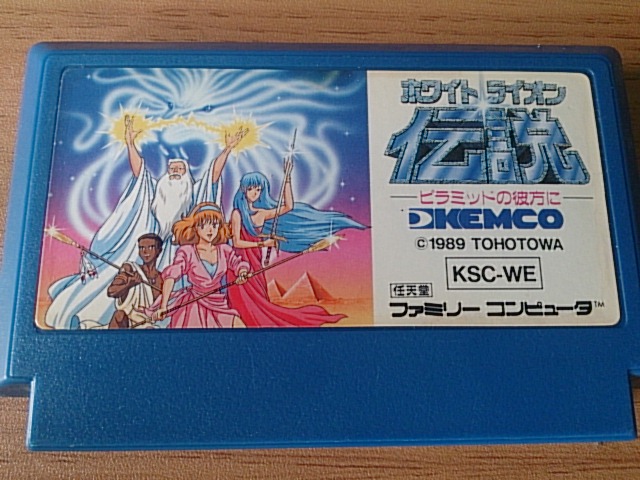 ホワイトライオン
伝説
ピラミッドの彼方に
KEMCO
©1989 TOHOTOWA
KSC-WE
任天堂
ファミリーコンピュータ™